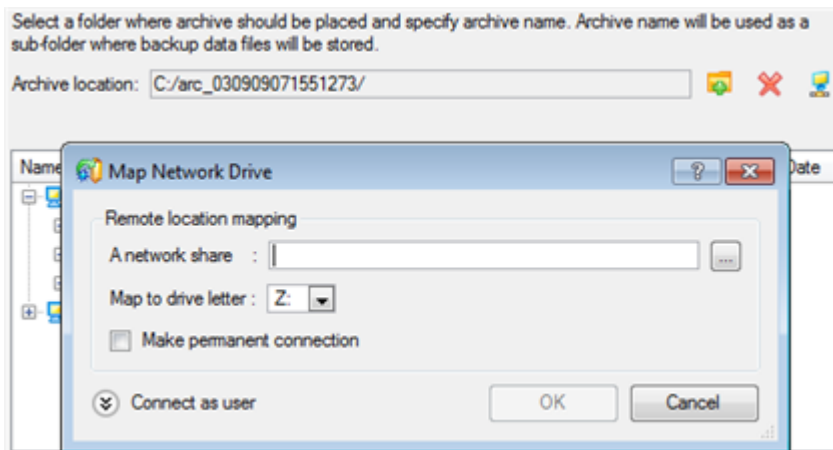 Select a folder where archive should be placed and specify archive name. Archive name will be used as a
sub-folder where backup data files will be stored.
Archive location: C:/arc_030909071551273/
Name
Date
Map Network Drive
Remote location mapping
A network share :
...
Map to drive letter : Z:
Make permanent connection
Connect as user
OK
Cancel